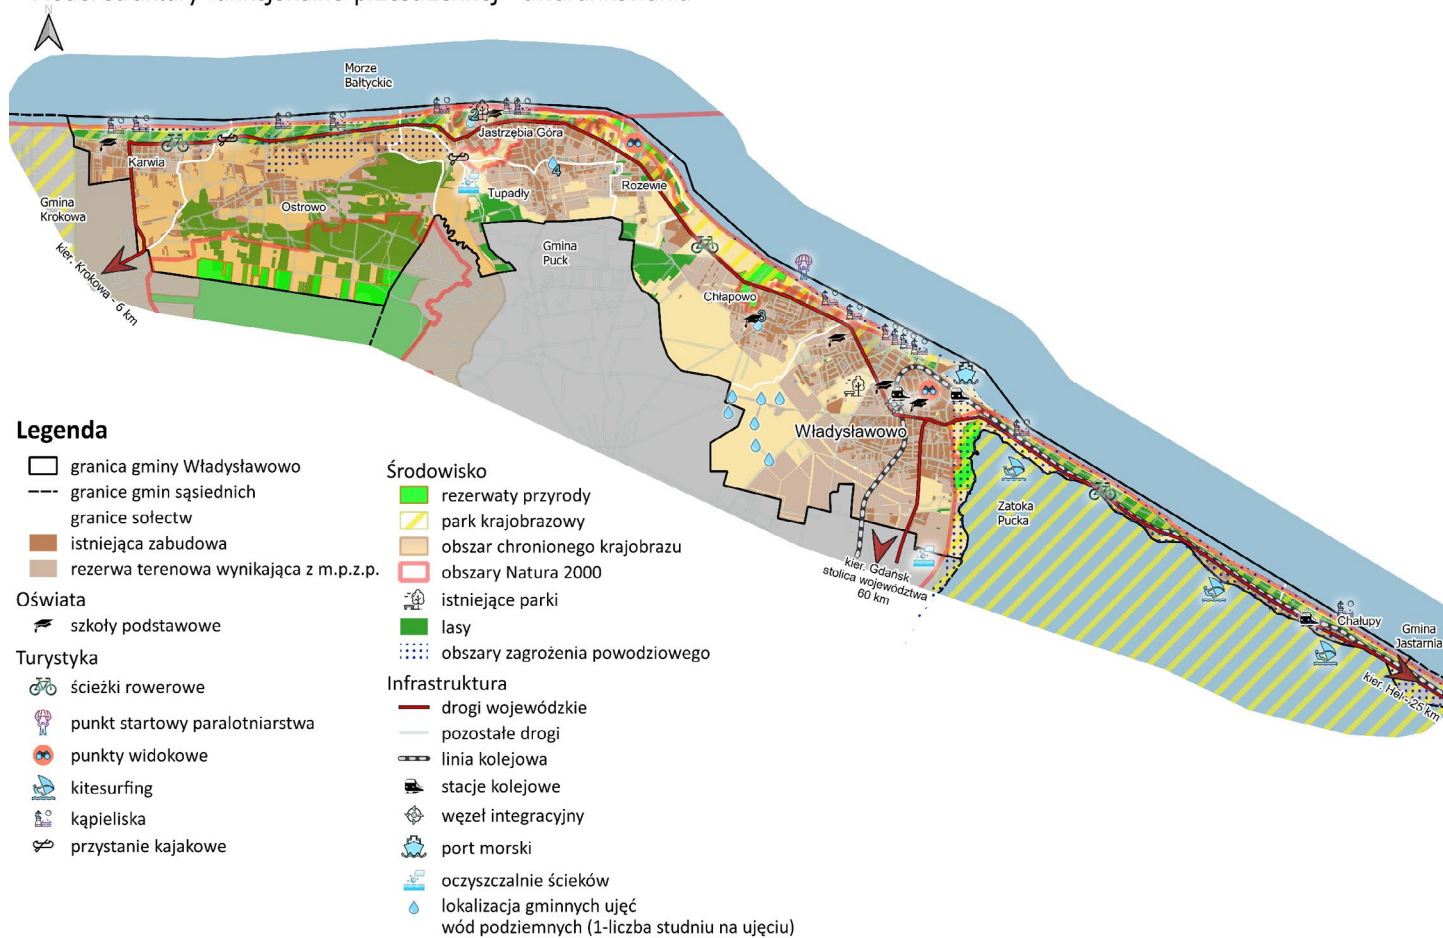 N
Morze
Bałtyckie
2
Jastrzębia Góra
Karwia
4
Tupadły
Rozewie
Gmina
Krokowa
Ostrowo
kier. Krokowa - 6 km
Gmina
Puck
Chłapowo
3
Władysławowo
Zatoka
Pucka
kier. Gdańsk
stolica województwa
60 km
Chałupy
Gmina
Jastarnia
kier. Hel - 25 km
Legenda
granica gminy Władysławowo
granice gmin sąsiednich
granice sołectw
istniejąca zabudowa
rezerwa terenowa wynikająca z m.p.z.p.
Oświata
szkoły podstawowe
Turystyka
ścieżki rowerowe
punkt startowy paralotniarstwa
punkty widokowe
kitesurfing
kąpieliska
przystanie kajakowe
Środowisko
rezerwaty przyrody
park krajobrazowy
obszar chronionego krajobrazu
obszary Natura 2000
istniejące parki
lasy
obszary zagrożenia powodziowego
Infrastruktura
drogi wojewódzkie
pozostałe drogi
linia kolejowa
stacje kolejowe
węzeł integracyjny
port morski
oczyszczalnie ścieków
lokalizacja gminnych ujęć
wód podziemnych (1-liczba studniu na ujęciu)